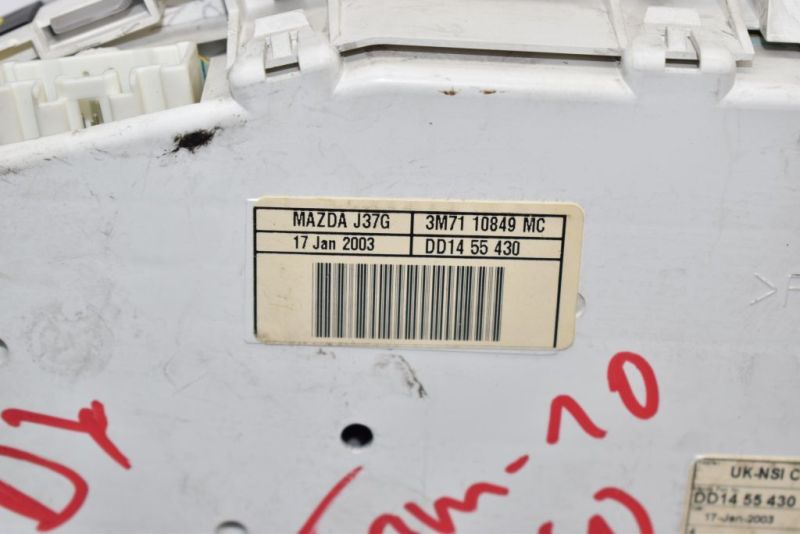 MAZDA J37G 3M71 10849 MC
17 Jan 2003 DD14 55 430
10
UK-NSI C
DD14 55 430
17-Jan-2003